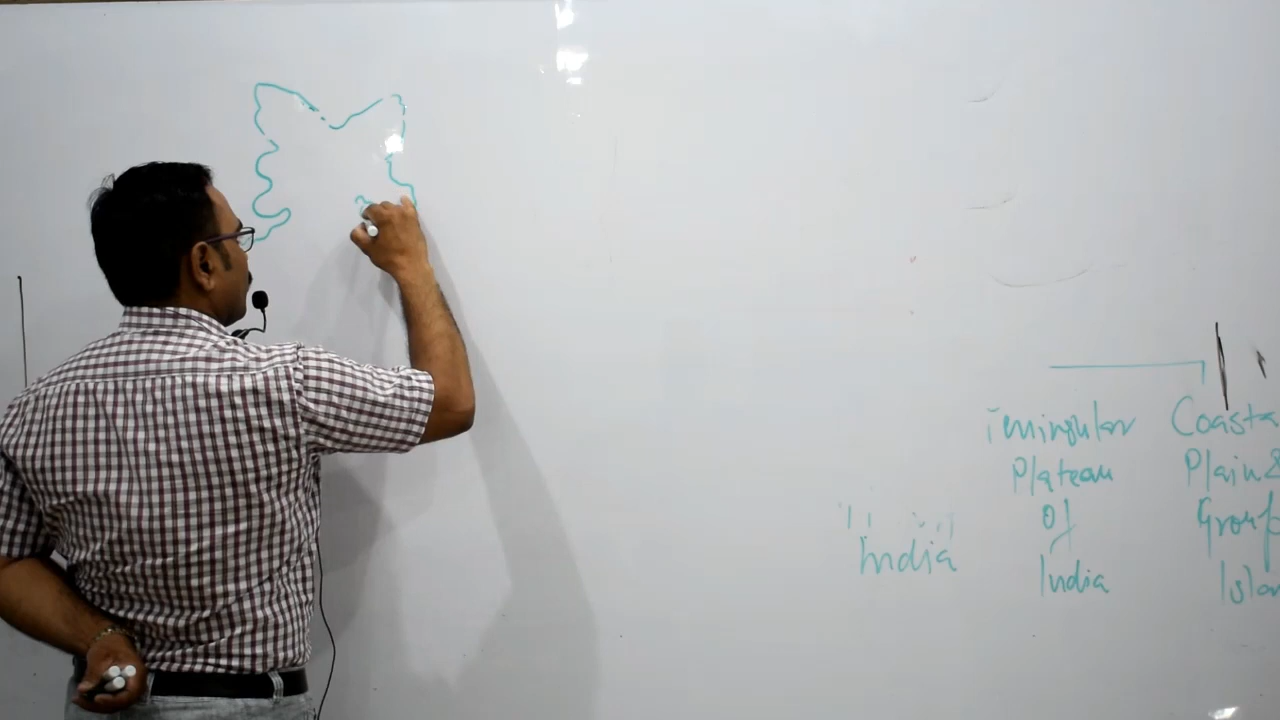 India
Peninsular
Plateau
Of
India
Coasta
Plain &
Group
Islan